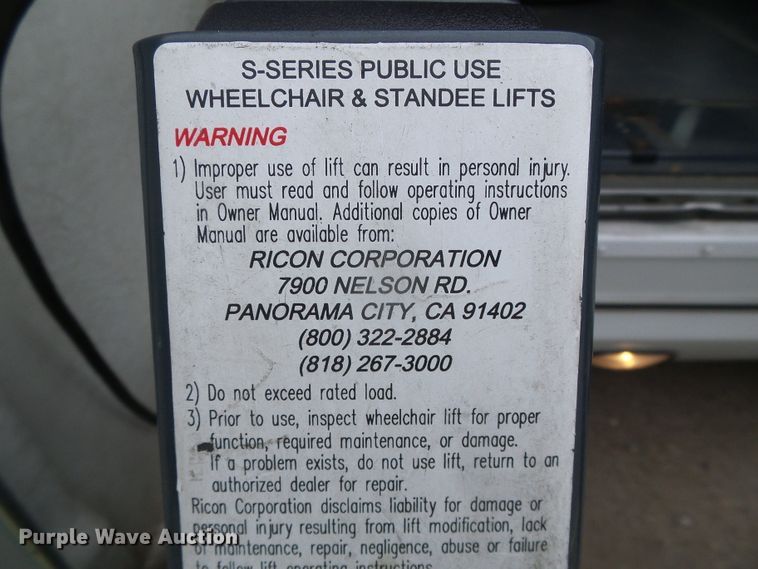 S-SERIES PUBLIC USE
WHEELCHAIR & STANDEE LIFTS
WARNING
1) Improper use of lift can result in personal injury.
User must read and follow operating instructions
in Owner Manual. Additional copies of Owner
Manual are available from:
RICON CORPORATION
7900 NELSON RD.
PANORAMA CITY, CA 91402
(800) 322-2884
(818) 267-3000
2) Do not exceed rated load.
3) Prior to use, inspect wheelchair lift for proper
function, required maintenance, or damage.
If a problem exists, do not use lift, return to an
authorized dealer for repair.
Ricon Corporation disclaims liability for damage or
personal injury resulting from lift modification, lack
of maintenance, repair, negligence, abuse or failure
to follow lift operating instructions.
Purple Wave Auction